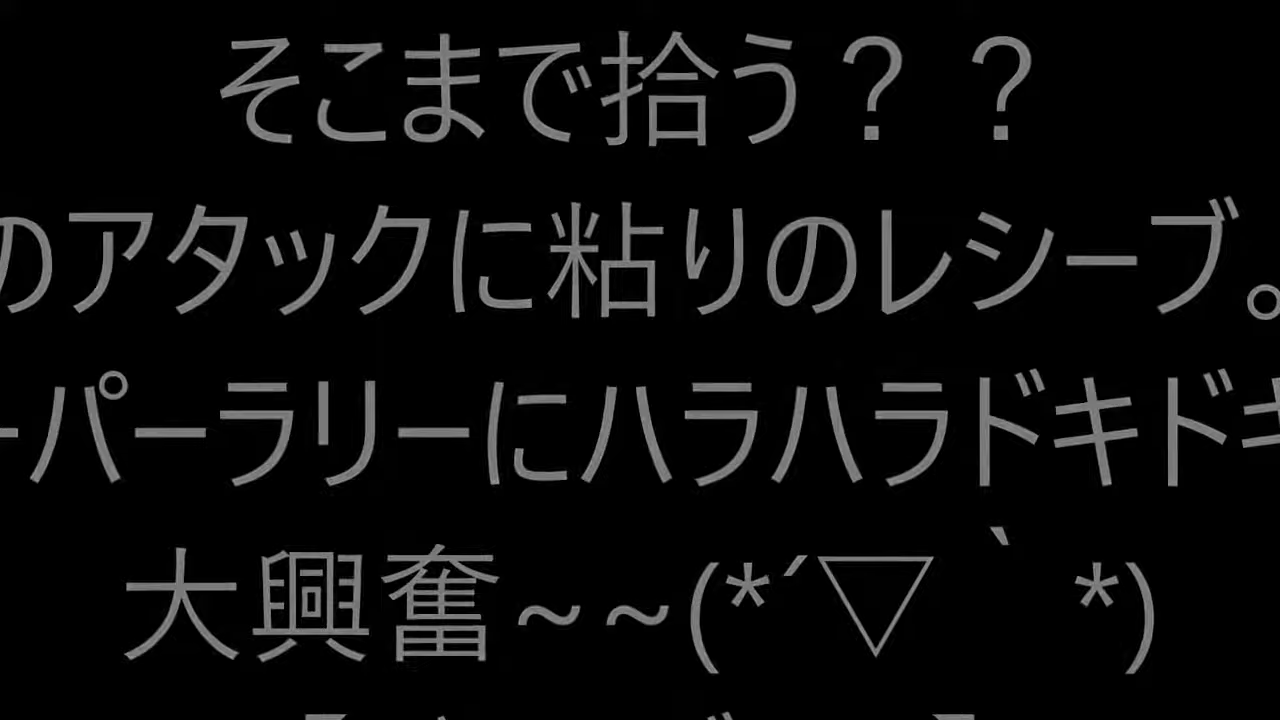 そこまで拾う？？
のアタックに粘りのレシーブ。
ーパーラリーにハラハラドキドキ
大興奮~~(*´▽｀*)